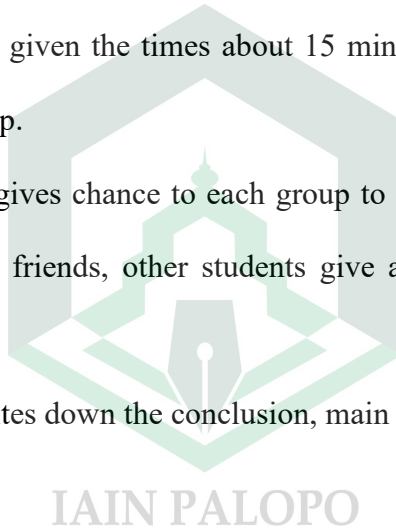 given the times about 15 min
p.
gives chance to each group to
friends, other students give a
tes down the conclusion, main
IAIN PALOPO